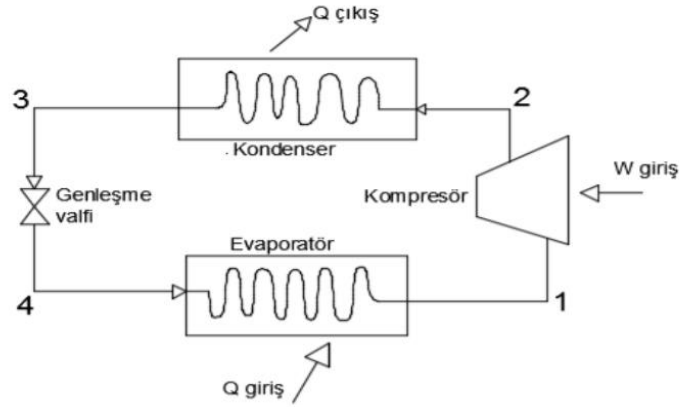 Q çıkış
3
2
Kondenser
W giriş
Genleşme
valfi
Kompresör
Evaporatör
4
1
Q giriş